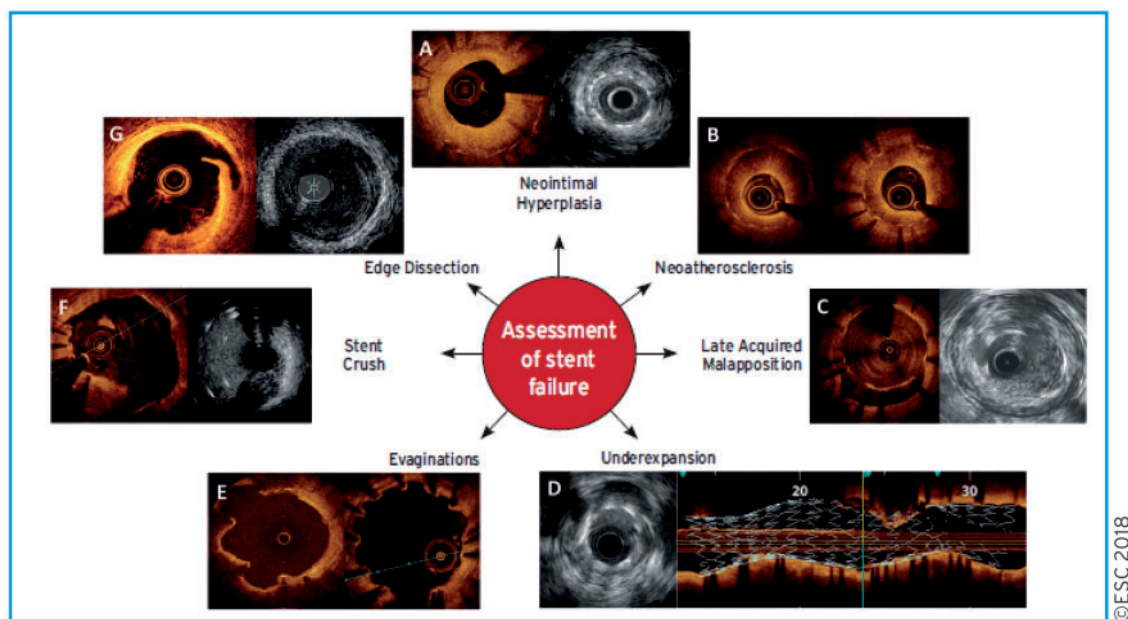 A
Neointimal
Hyperplasia
G
Edge Dissection
B
Neoatherosclerosis
F
Stent
Crush
Assessment
of stent
failure
C
Late Acquired
Malapposition
Evaginations
E
Underexpansion
D
20
30
©ESC 2018